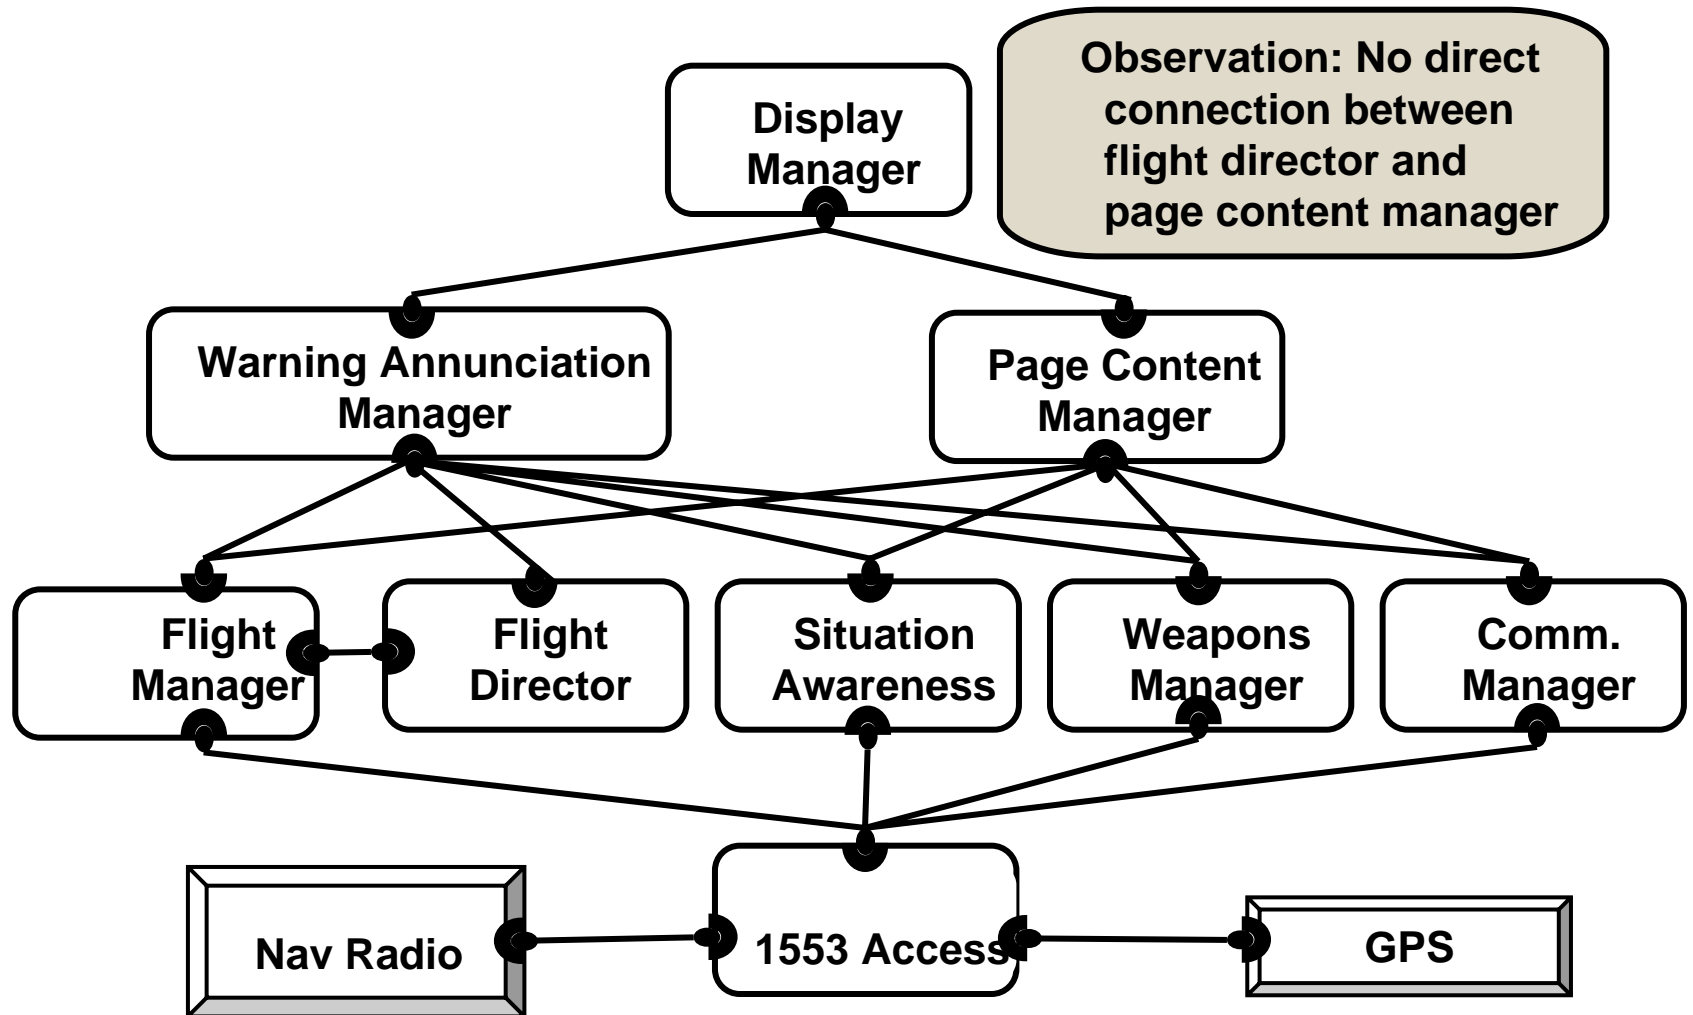 Observation: No direct
connection between
flight director and
page content manager
Display
Manager
Warning Annunciation
Manager
Page Content
Manager
Flight
Manager
Flight
Director
Situation
Awareness
Weapons
Manager
Comm.
Manager
Nav Radio
1553 Access
GPS